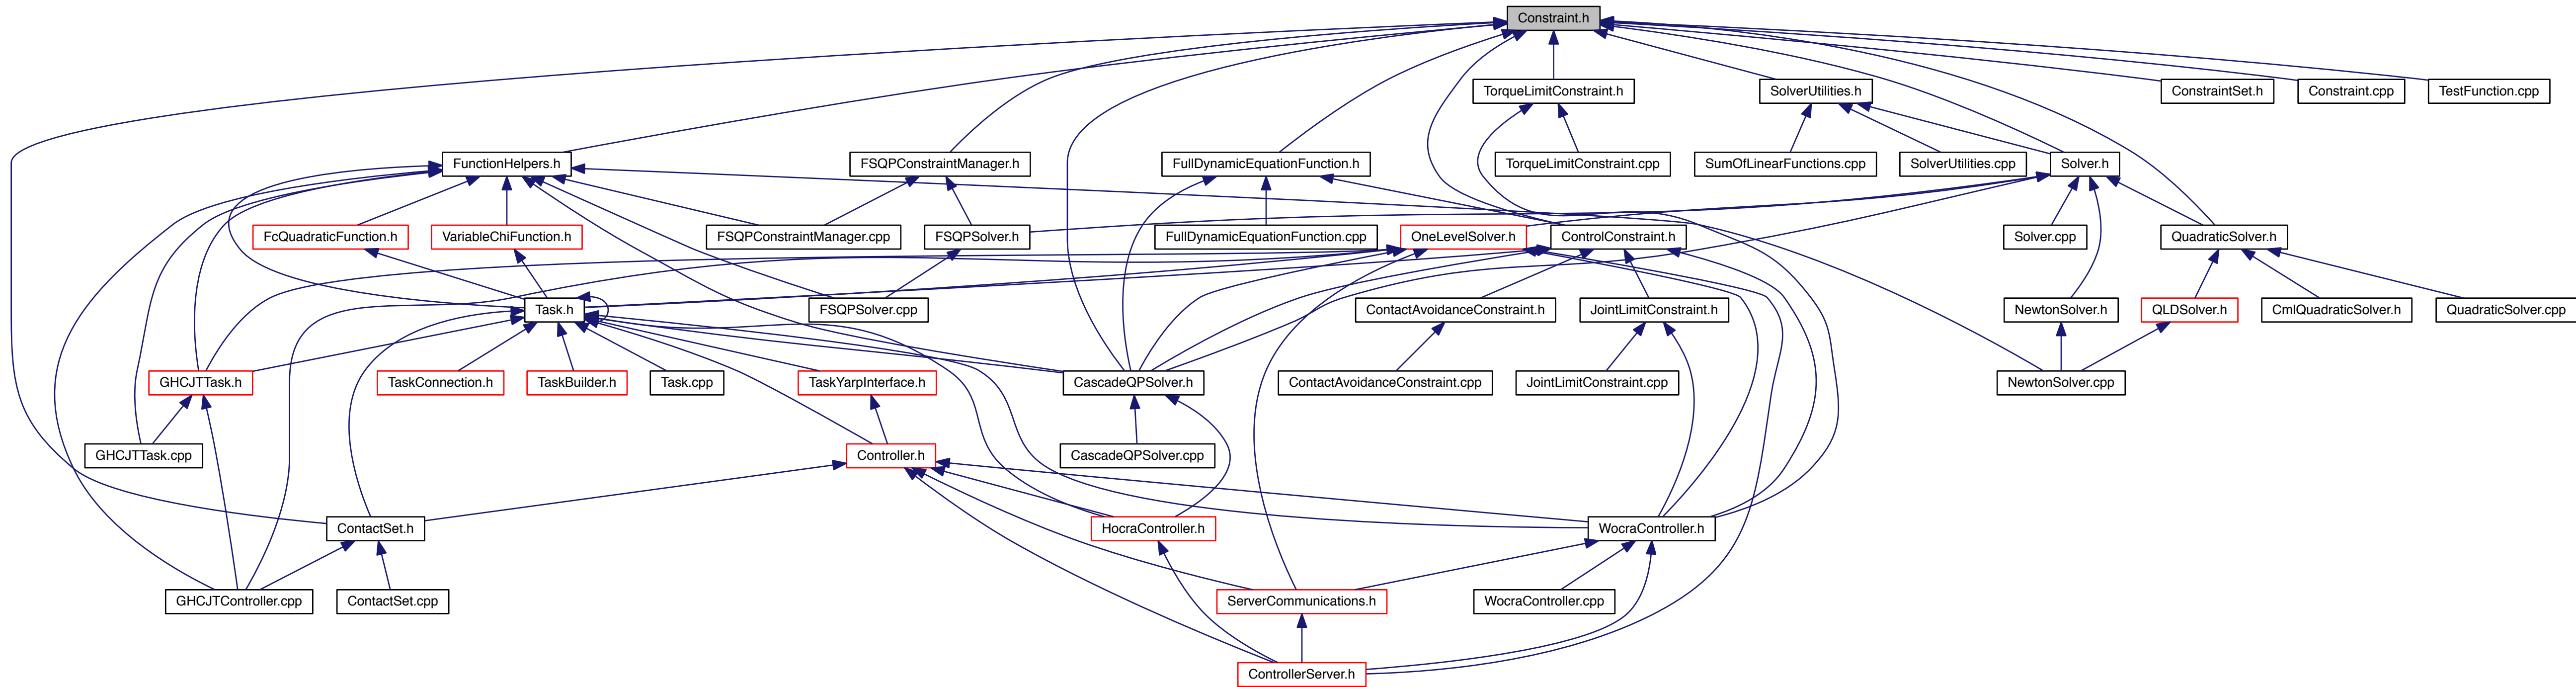 Constraint.h
TorqueLimitConstraint.h
SolverUtilities.h
ConstraintSet.h
Constraint.cpp
TestFunction.cpp
FunctionHelpers.h
FSQPConstraintManager.h
FullDynamicEquationFunction.h
TorqueLimitConstraint.cpp
SumOfLinearFunctions.cpp
SolverUtilities.cpp
Solver.h
FcQuadraticFunction.h
VariableChiFunction.h
FSQPConstraintManager.cpp
FSQPSolver.h
FullDynamicEquationFunction.cpp
OneLevelSolver.h
ControlConstraint.h
Solver.cpp
QuadraticSolver.h
Task.h
FSQPSolver.cpp
ContactAvoidanceConstraint.h
JointLimitConstraint.h
NewtonSolver.h
QLDSolver.h
CmlQuadraticSolver.h
QuadraticSolver.cpp
GHCJTTask.h
TaskConnection.h
TaskBuilder.h
Task.cpp
TaskYarpInterface.h
CascadeQPSolver.h
ContactAvoidanceConstraint.cpp
JointLimitConstraint.cpp
NewtonSolver.cpp
GHCJTTask.cpp
Controller.h
CascadeQPSolver.cpp
ContactSet.h
HocraController.h
WocraController.h
GHCJTController.cpp
ContactSet.cpp
ServerCommunications.h
WocraController.cpp
ControllerServer.h